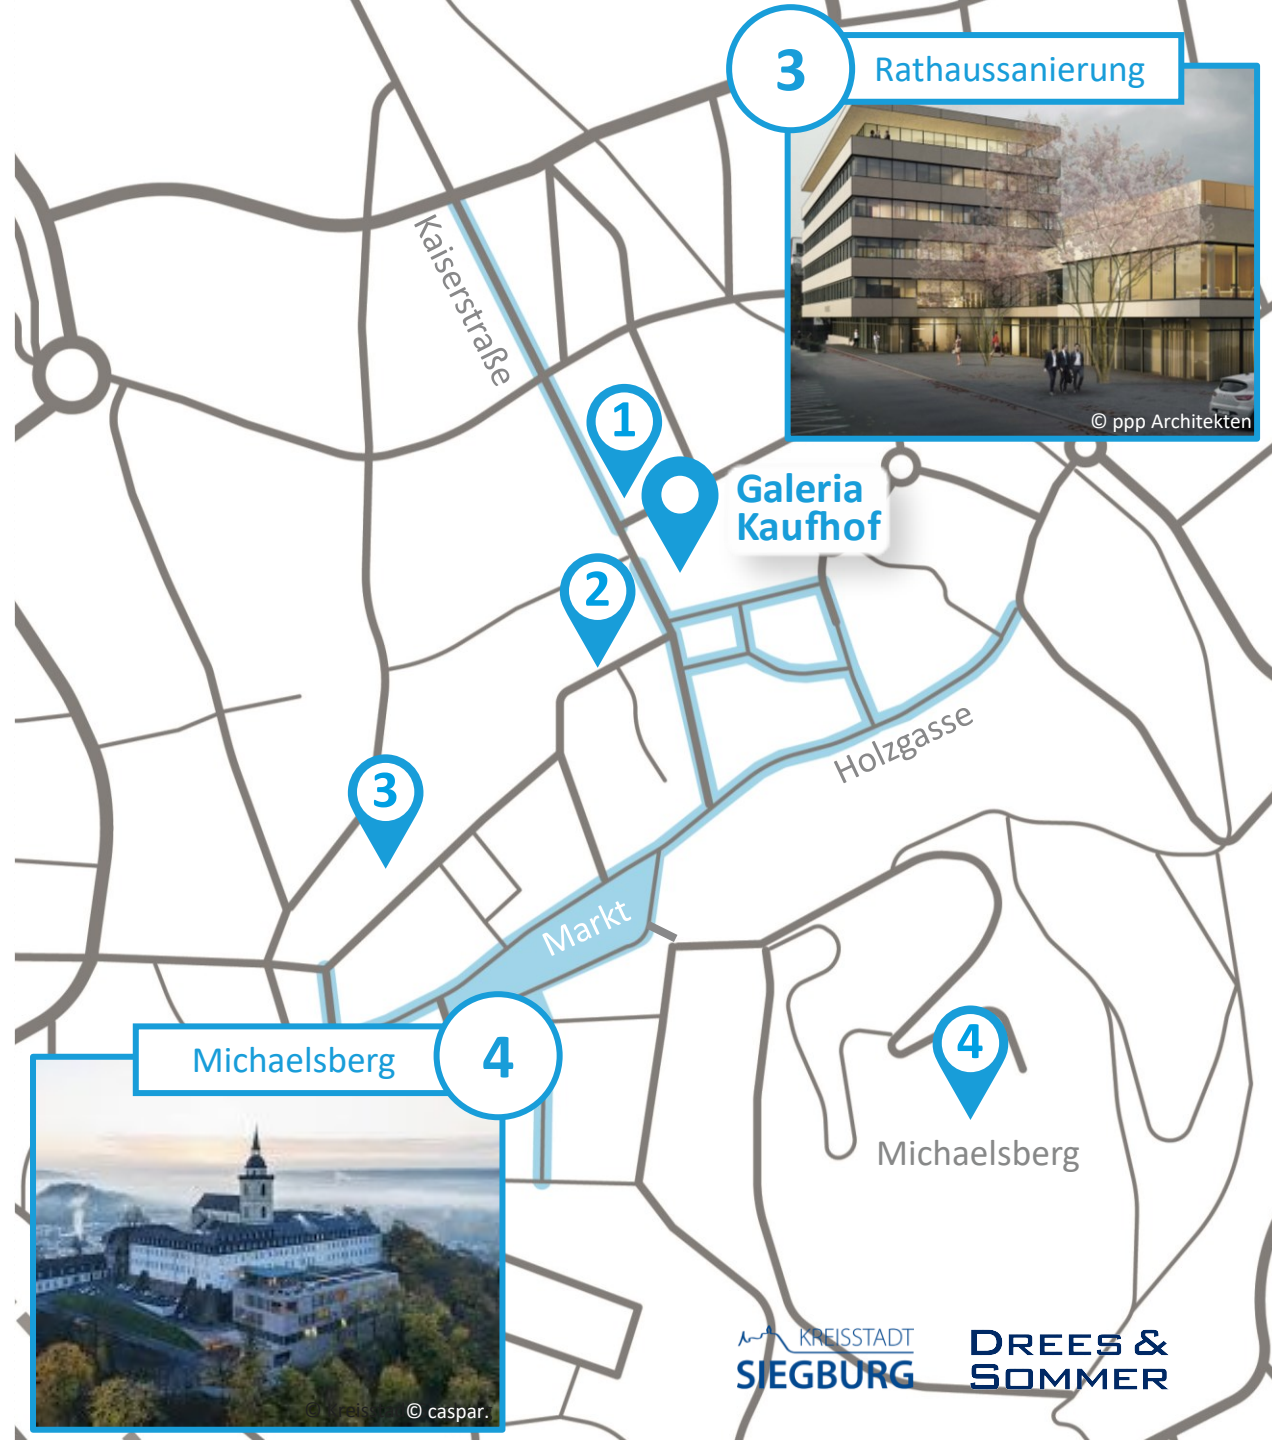 3
Rathaussanierung
© ppp Architekten
Kaiserstraße
1
Galeria
Kaufhof
2
Holzgasse
3
Markt
4
Michaelsberg
Michaelsberg
4
© caspar.
KREISSTADT
SIEGBURG
DREES &
SOMMER